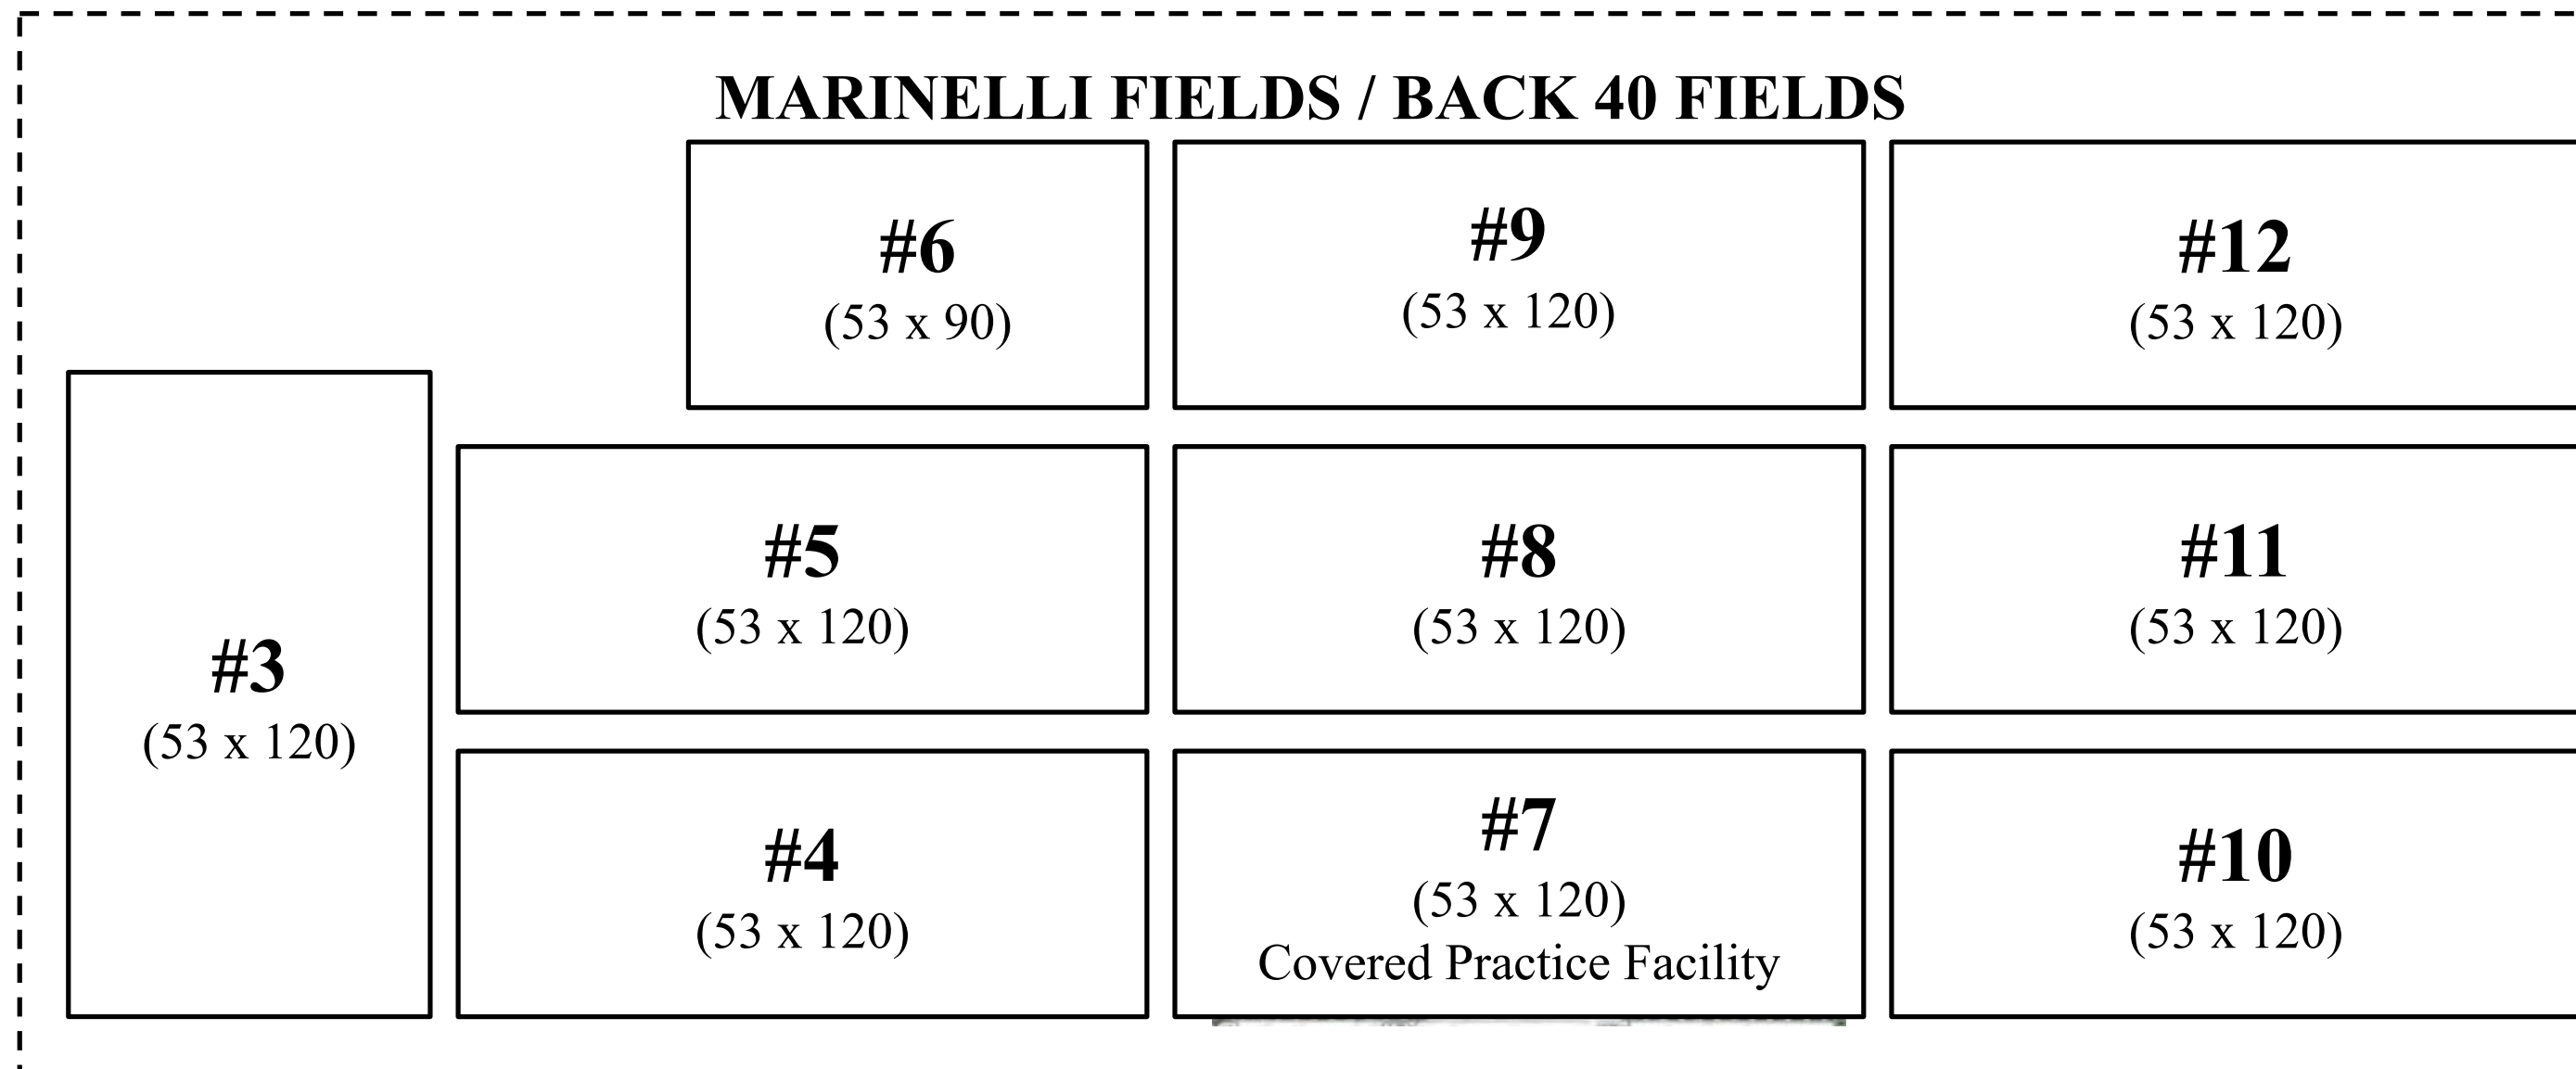 MARINELLI FIELDS / BACK 40 FIELDS
#6
(53 x 90)
#9
(53 x 120)
#12
(53 x 120)
#3
(53 x 120)
#5
(53 x 120)
#8
(53 x 120)
#11
(53 x 120)
#4
(53 x 120)
#7
(53 x 120)
Covered Practice Facility
#10
(53 x 120)